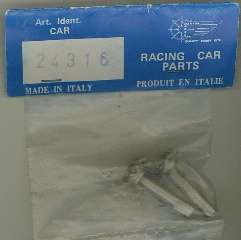 Art. Ident.
CAR
24316
RACING CAR
PARTS
MADE IN ITALY
PRODUIT EN ITALIE